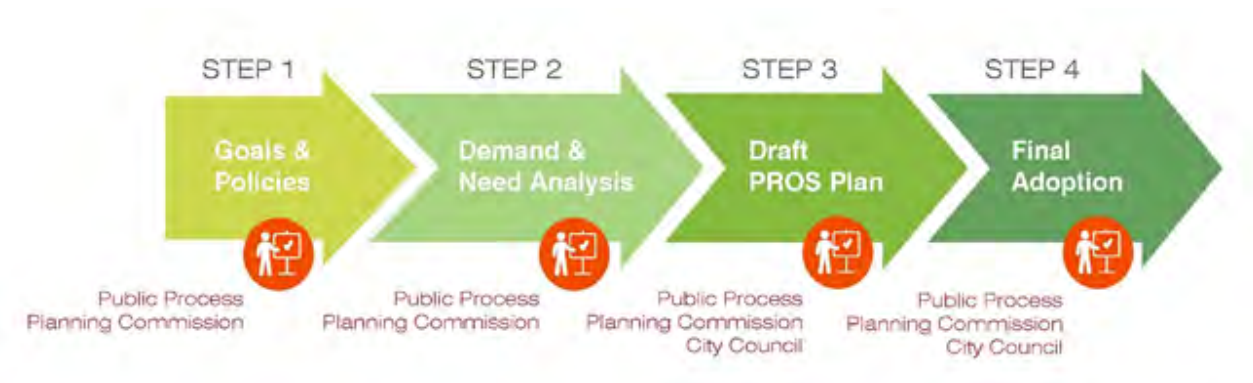 STEP 1
Goals &
Policies
Public Process
Planning Commission
STEP 2
Demand &
Need Analysis
Public Process
Planning Commission
STEP 3
Draft
PROS Plan
Public Process
Planning Commission
City Council
STEP 4
Final
Adoption
Public Process
Planning Commission
City Council